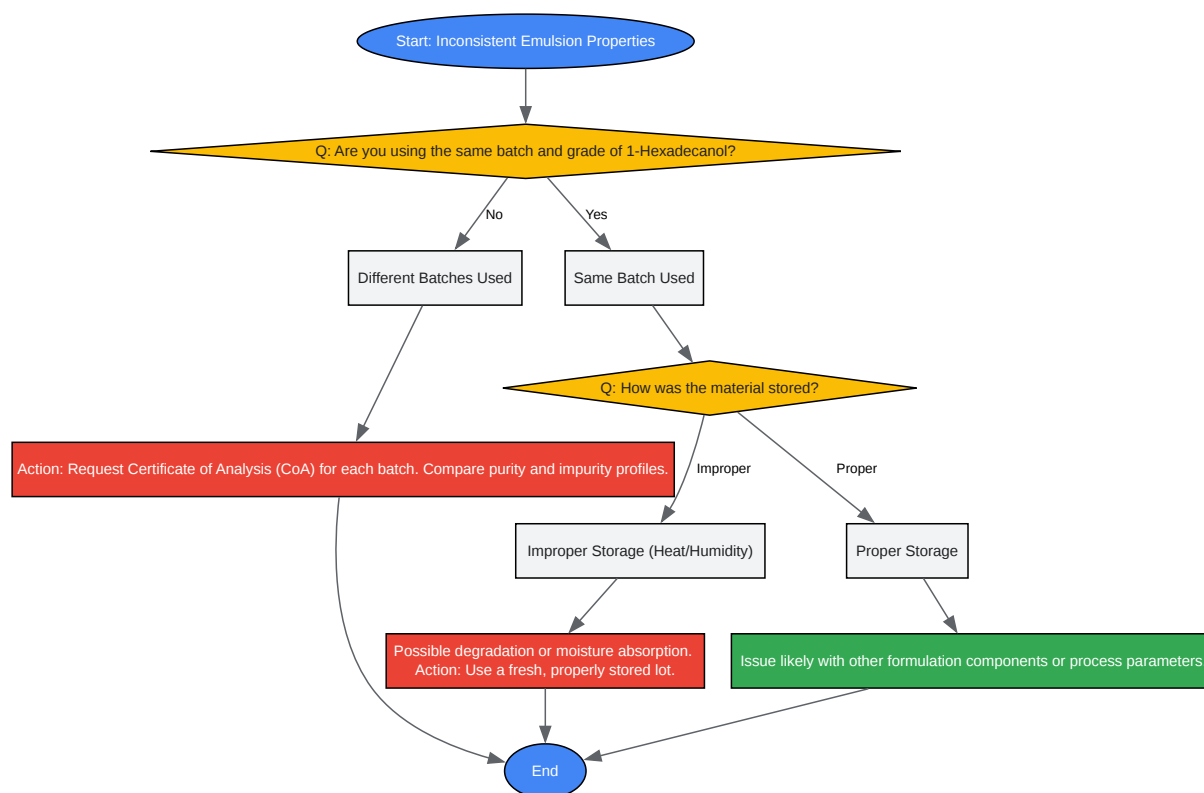 Start: Inconsistent Emulsion Properties
Q: Are you using the same batch and grade of 1-Hexadecanol?
No
Yes
Different Batches Used
Same Batch Used
Q: How was the material stored?
Action: Request Certificate of Analysis (CoA) for each batch. Compare purity and impurity profiles.
Improper
Proper
Improper Storage (Heat/Humidity)
Proper Storage
Possible degradation or moisture absorption.
Action: Use a fresh, properly stored lot.
Issue likely with other formulation components or process parameters
End